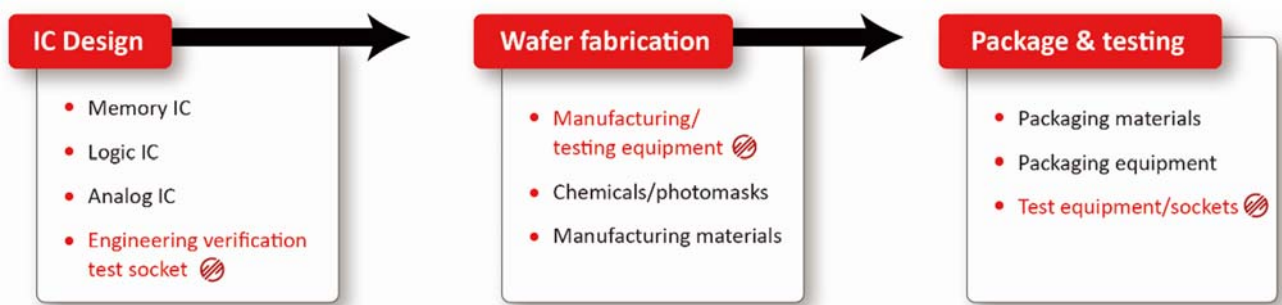 IC Design
Memory IC
Logic IC
Analog IC
Engineering verification
test socket
Wafer fabrication
Manufacturing/
testing equipment
Chemicals/photomasks
Manufacturing materials
Package & testing
Packaging materials
Packaging equipment
Test equipment/sockets